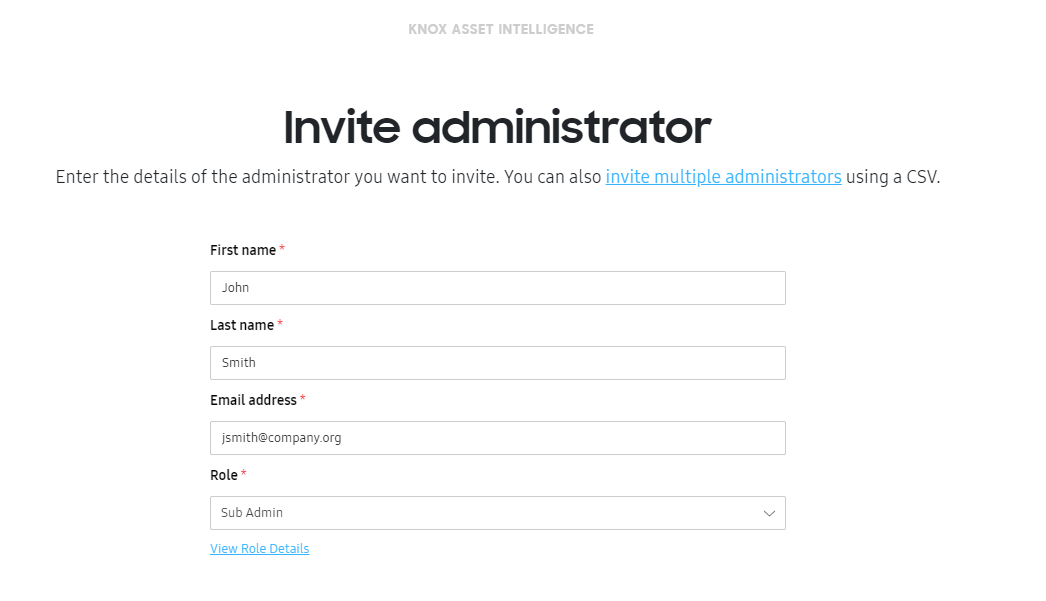 KNOX ASSET INTELLIGENCE
Invite administrator
Enter the details of the administrator you want to invite. You can also invite multiple administrators using a CSV.
First name *
John
Last name *
Smith
Email address *
jsmith@company.org
Role *
Sub Admin
View Role Details